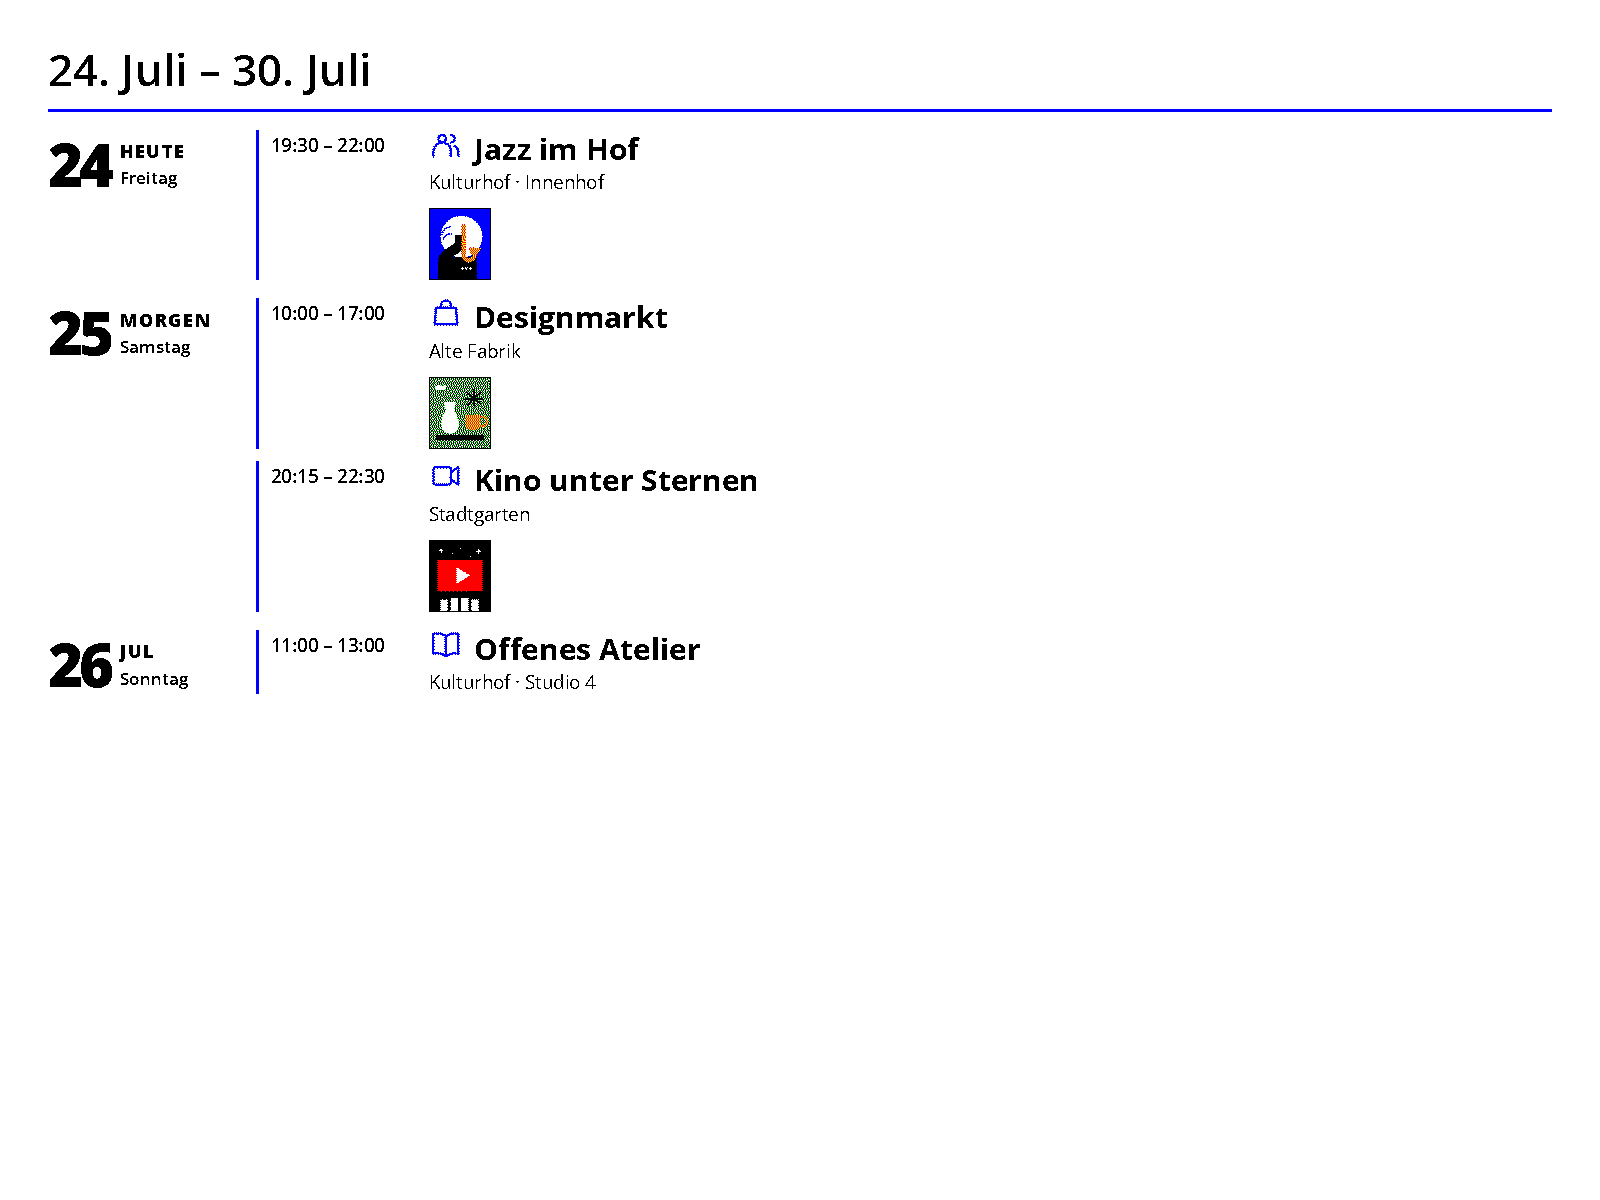 24. Juli – 30. Juli
24
HEUTE
Freitag
19:30 – 22:00
Jazz im Hof
Kulturhof · Innenhof
25
MORGEN
Samstag
10:00 – 17:00
Designmarkt
Alte Fabrik
20:15 – 22:30
Kino unter Sternen
Stadtgarten
26
JUL
Sonntag
11:00 – 13:00
Offenes Atelier
Kulturhof · Studio 4